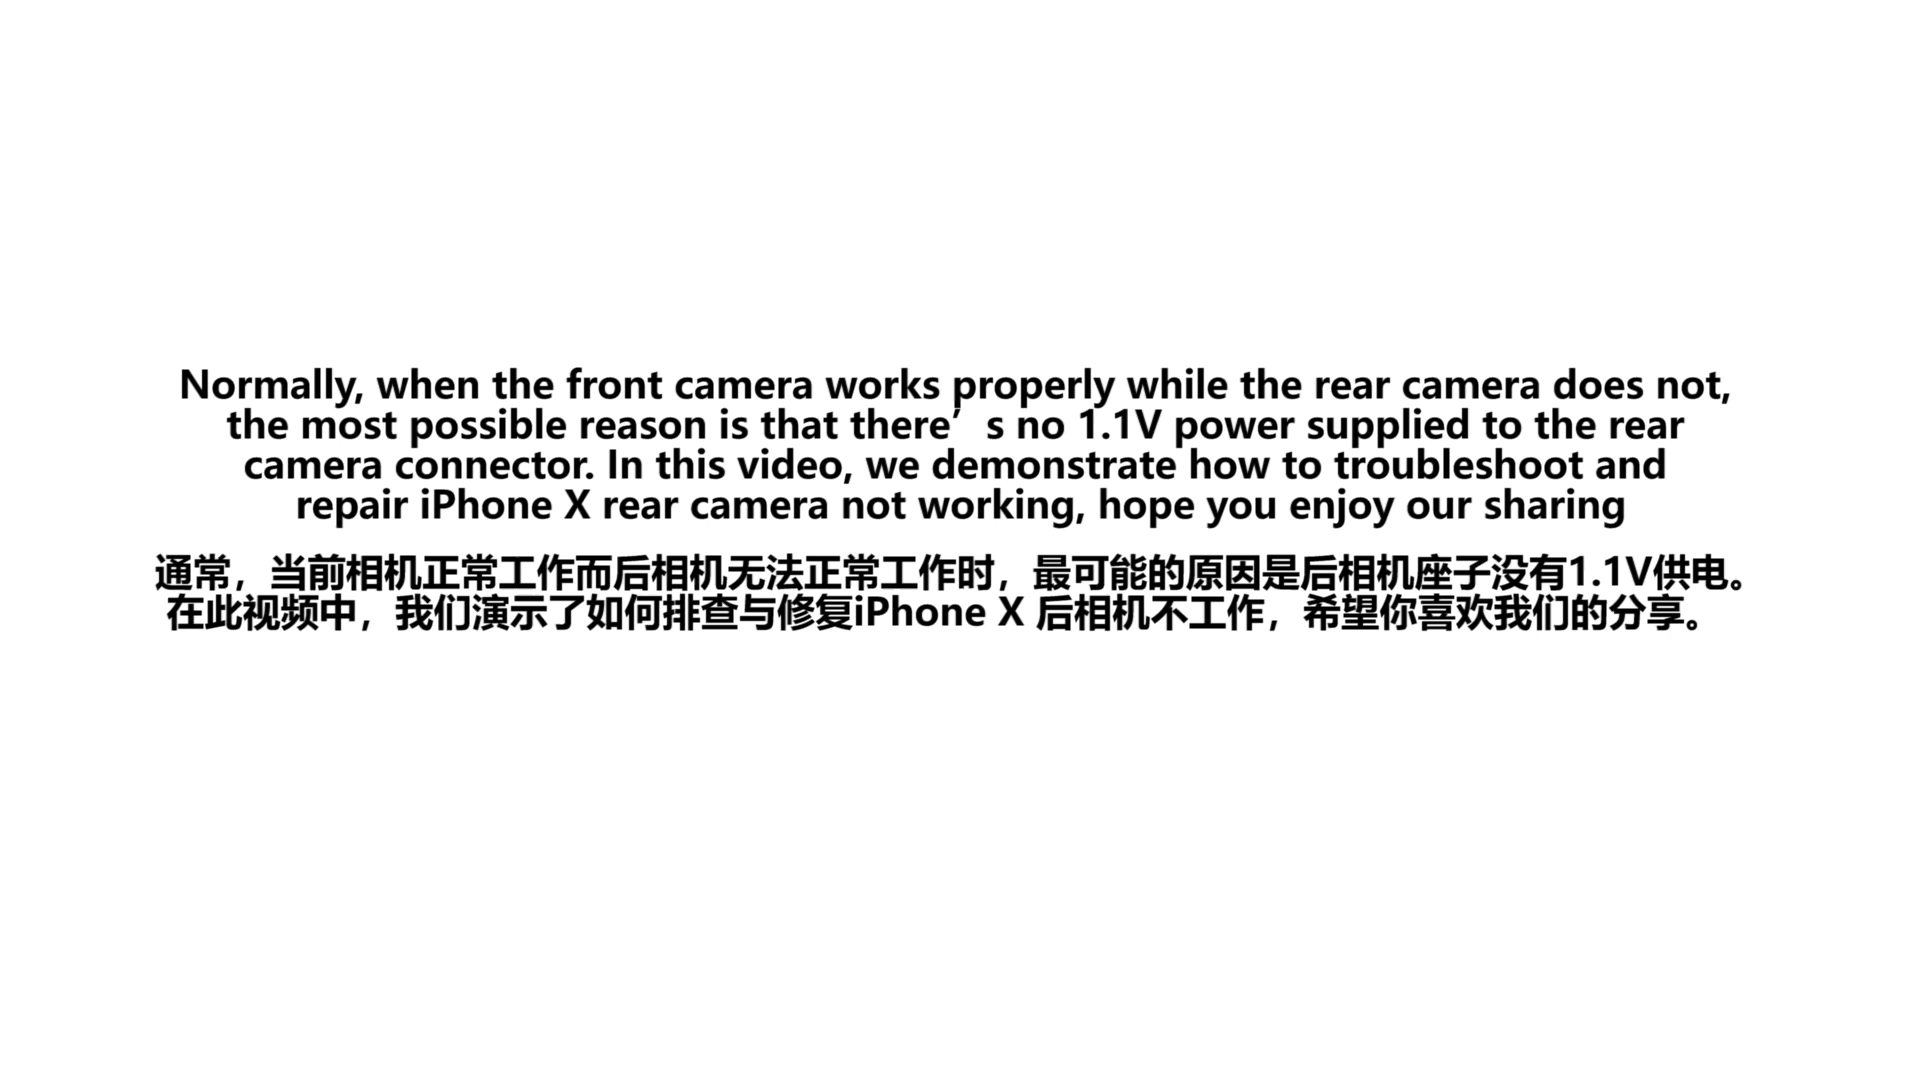 Normally, when the front camera works properly while the rear camera does not,
the most possible reason is that there’s no 1.1V power supplied to the rear
camera connector. In this video, we demonstrate how to troubleshoot and
repair iPhone X rear camera not working, hope you enjoy our sharing
通常，当前相机正常工作而后相机无法正常工作时，最可能的原因是后相机座子没有1.1V供电。
在此视频中，我们演示了如何排查与修复iPhone X 后相机不工作，希望你喜欢我们的分享。